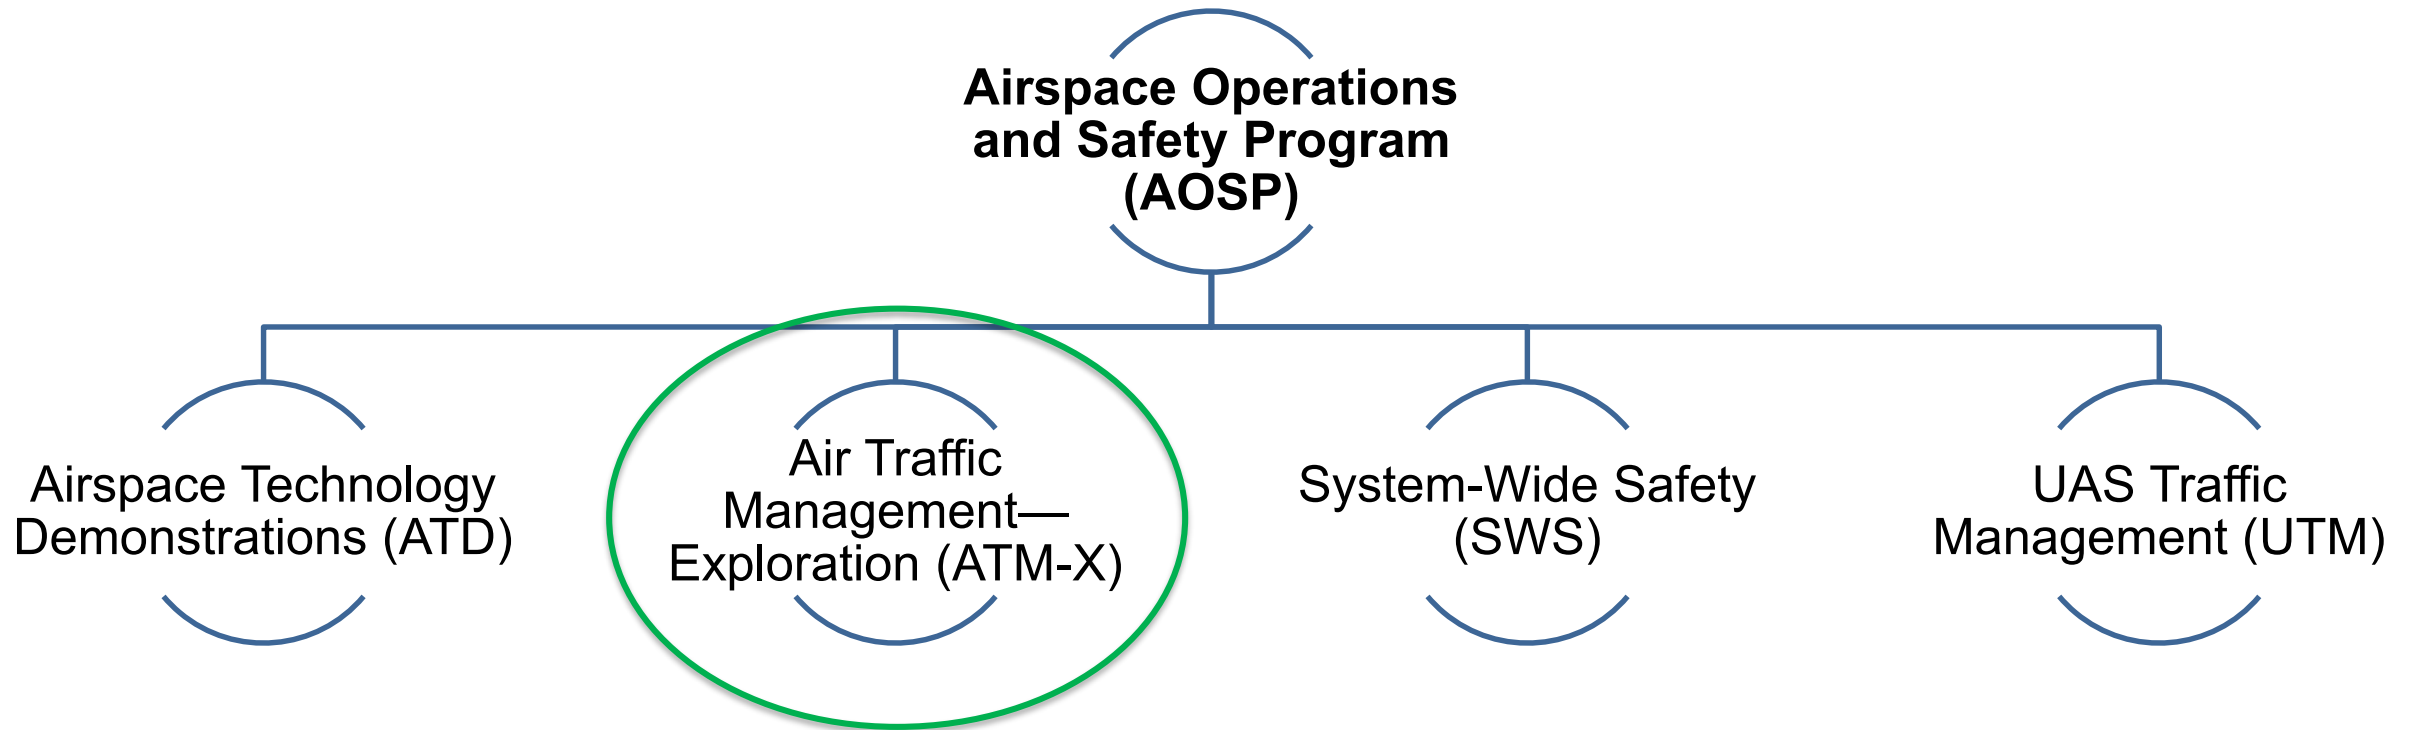 Airspace Operations
and Safety Program
(AOSP)
Airspace Technology
Demonstrations (ATD)
Air Traffic
Management—
Exploration (ATM-X)
System-Wide Safety
(SWS)
UAS Traffic
Management (UTM)